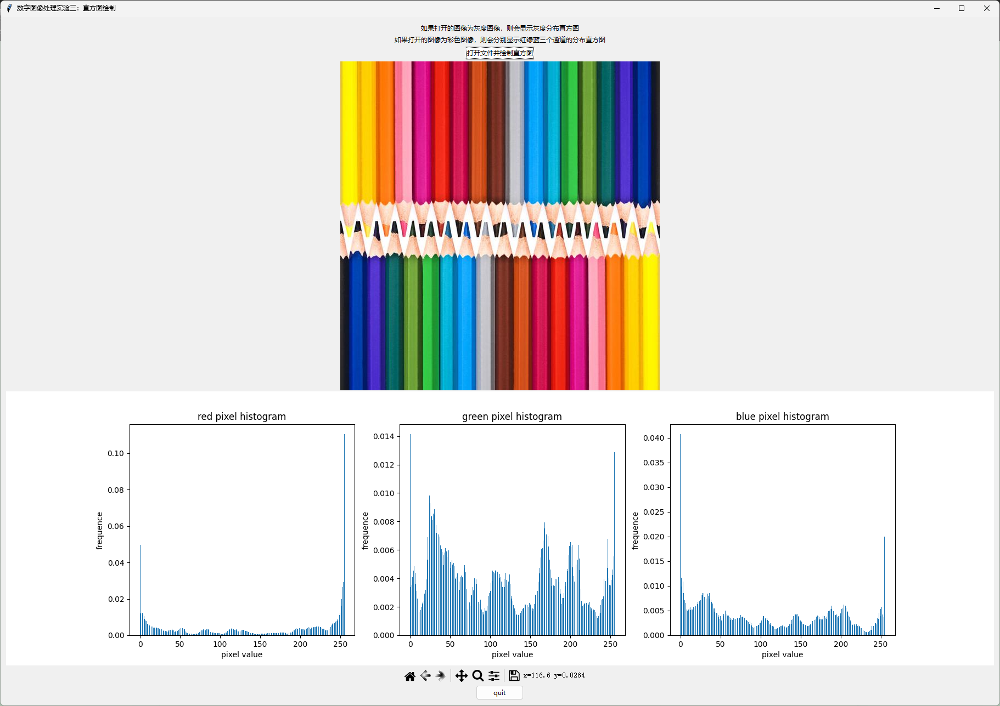 数字图像处理实验三：直方图绘制
如果打开的图像为灰度图像，则会显示灰度分布直方图
如果打开的图像为彩色图像，则会分别显示红绿蓝三个通道的分布直方图
打开文件并绘制直方图
red pixel histogram
frequence
0.10
0.08
0.06
0.04
0.02
0.00
0 50 100 150 200 250
pixel value
green pixel histogram
frequence
0.014
0.012
0.010
0.008
0.006
0.004
0.002
0.000
0 50 100 150 200 250
pixel value
blue pixel histogram
frequence
0.040
0.035
0.030
0.025
0.020
0.015
0.010
0.005
0.000
0 50 100 150 200 250
pixel value
x=116.6 y=0.0264
quit